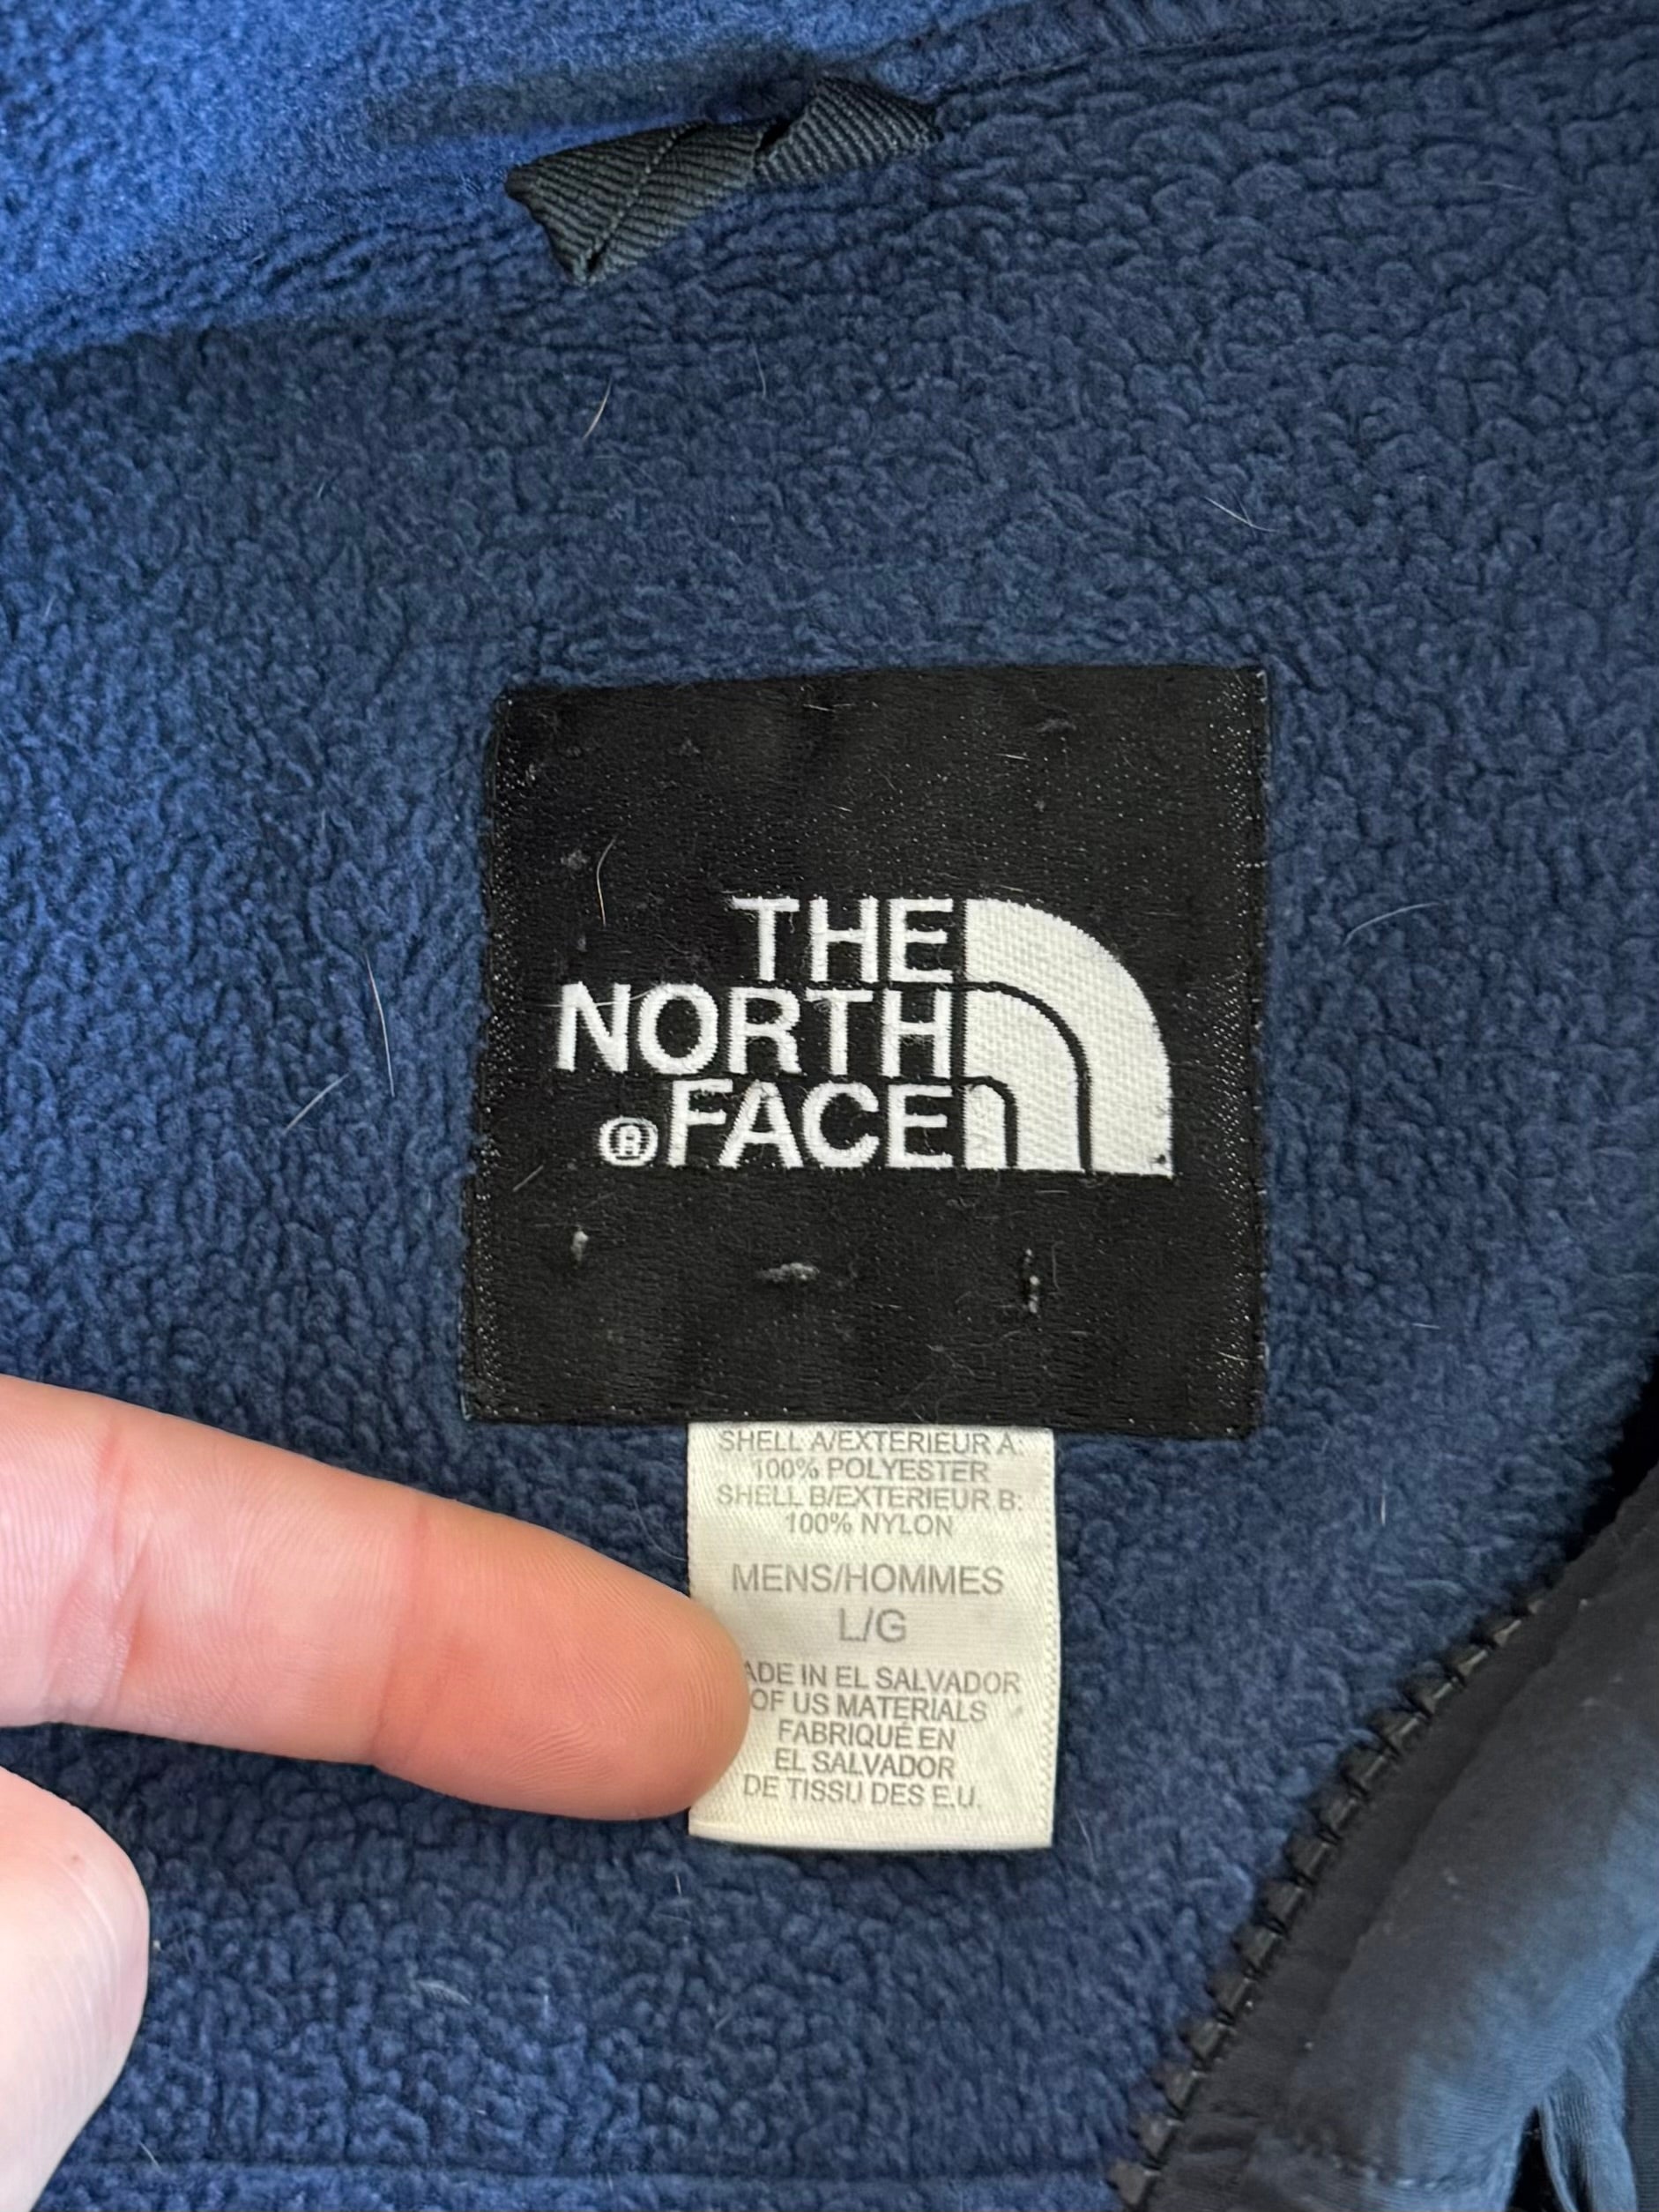 THE
NORTH
®FACE
SHELL A/EXTERIEUR A:
100% POLYESTER
SHELL B/EXTERIEUR B:
100% NYLON
MENS/HOMMES
L/G
ADE IN EL SALVADOR
OF US MATERIALS
FABRIQUÉ EN
EL SALVADOR
DE TISSU DES E.U.